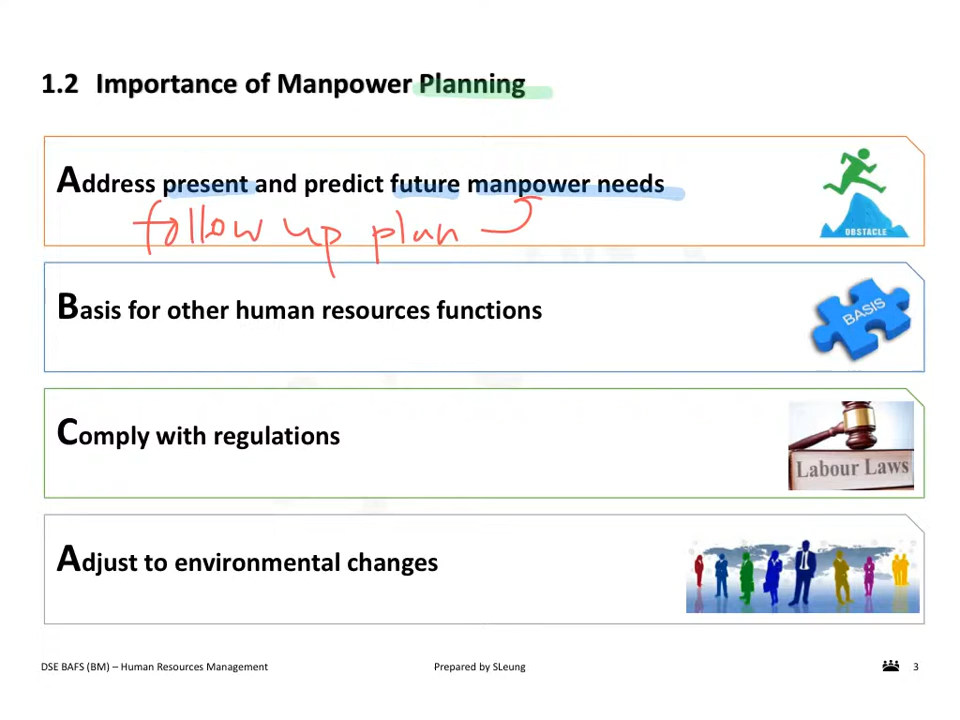 1.2 Importance of Manpower Planning
Address present and predict future manpower needs
OBSTACLE
follow up plan
Basis for other human resources functions
BASIS
Comply with regulations
Labour Laws
Adjust to environmental changes
DSE BAFS (BM) – Human Resources Management
Prepared by SLeung
3